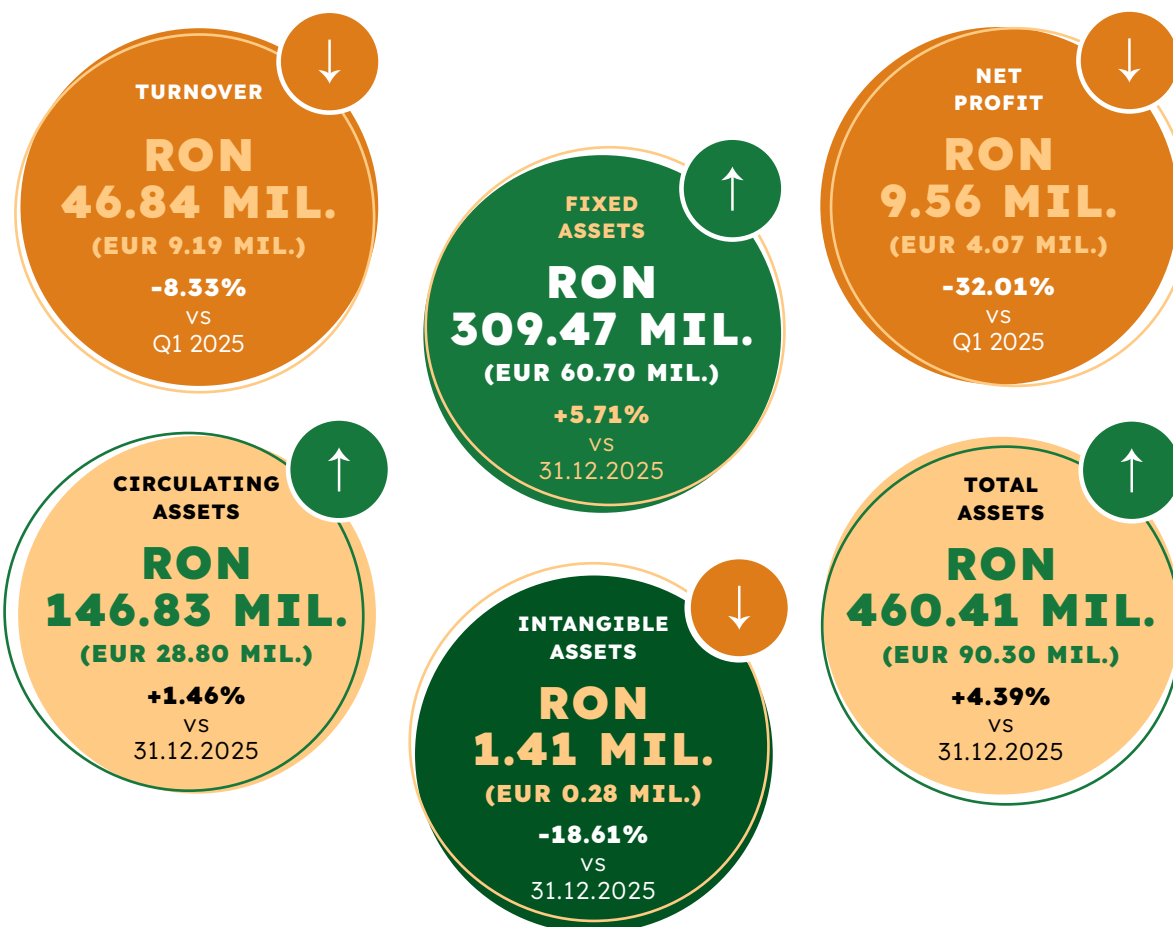 TURNOVER
RON
46.84 MIL.
(EUR 9.19 MIL.)
-8.33%
VS
Q1 2025
FIXED
ASSETS
RON
309.47 MIL.
(EUR 60.70 MIL.)
+5.71%
VS
31.12.2025
NET
PROFIT
RON
9.56 MIL.
(EUR 4.07 MIL.)
-32.01%
VS
Q1 2025
CIRCULATING
ASSETS
RON
146.83 MIL.
(EUR 28.80 MIL.)
+1.46%
VS
31.12.2025
INTANGIBLE
ASSETS
RON
1.41 MIL.
(EUR 0.28 MIL.)
-18.61%
VS
31.12.2025
TOTAL
ASSETS
RON
460.41 MIL.
(EUR 90.30 MIL.)
+4.39%
VS
31.12.2025